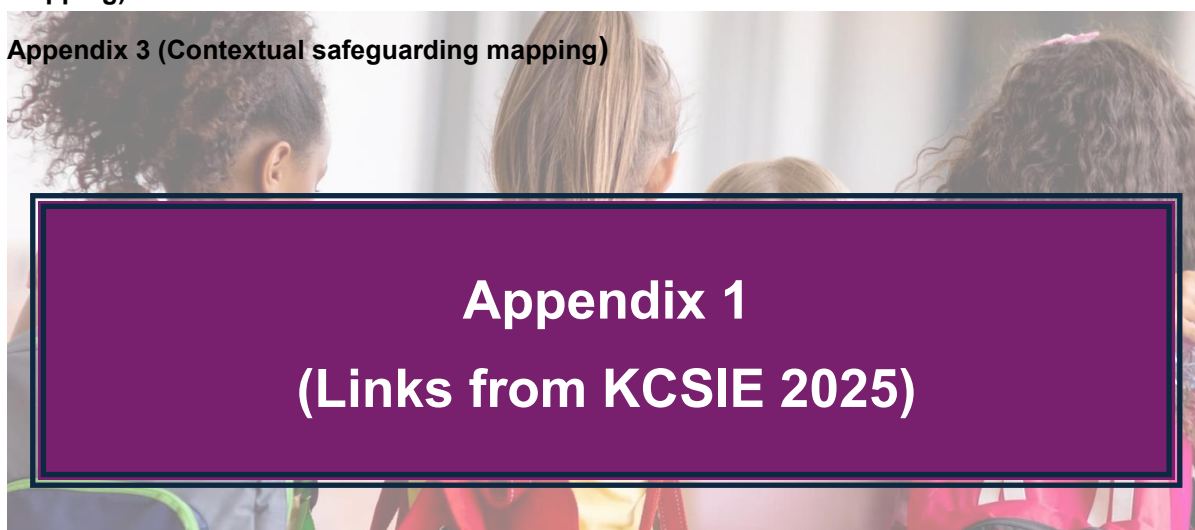 Appendix 3 (Contextual safeguarding mapping)
Appendix 1
(Links from KCSIE 2025)